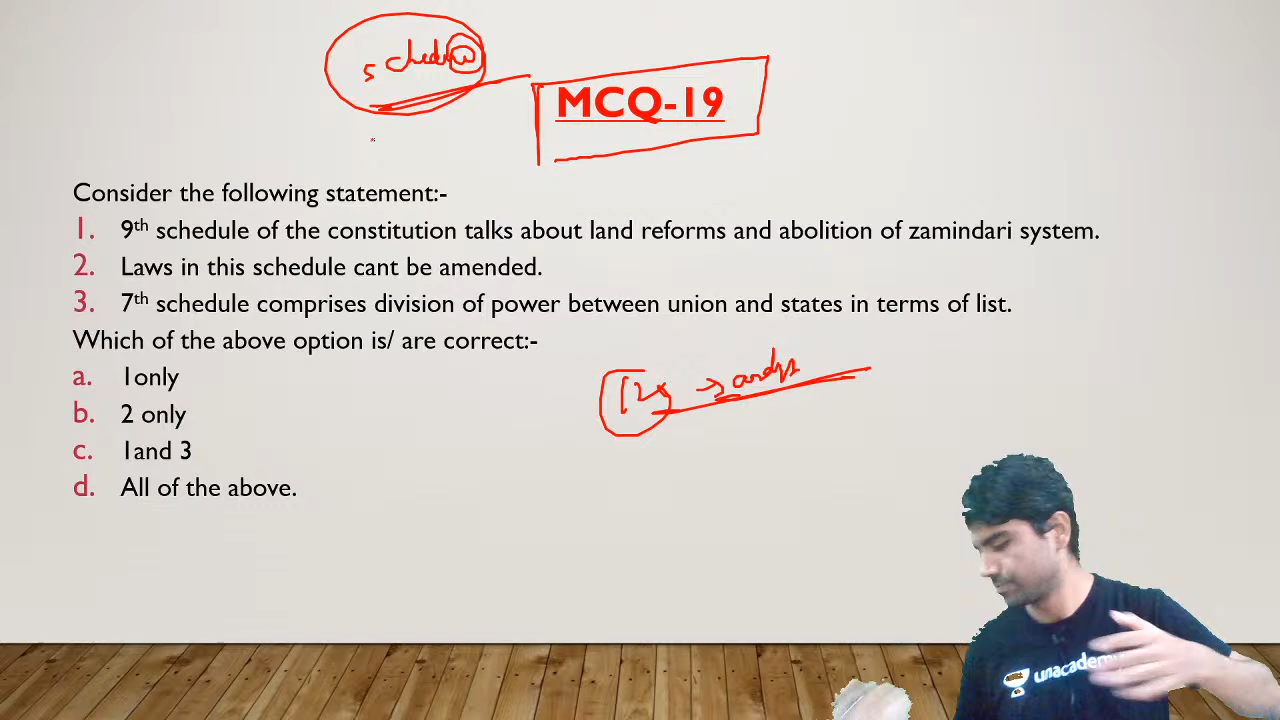 MCQ-19
Consider the following statement:-
1. 9th schedule of the constitution talks about land reforms and abolition of zamindari system.
2. Laws in this schedule cant be amended.
3. 7th schedule comprises division of power between union and states in terms of list.
Which of the above option is/ are correct:-
a. 1only
b. 2 only
c. 1and 3
d. All of the above.
unacademy